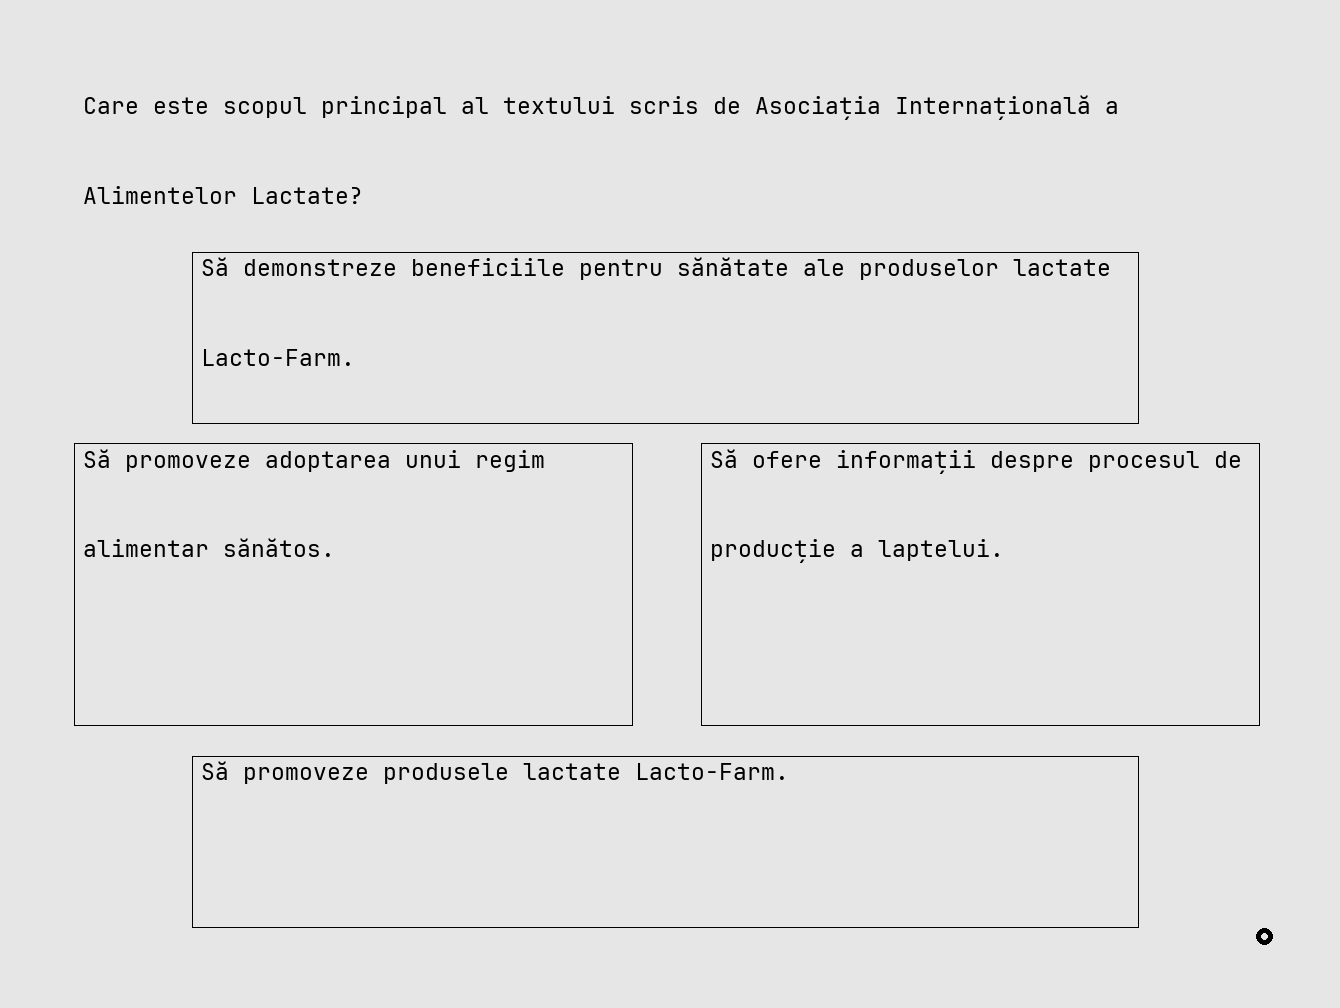 Care este scopul principal al textului scris de Asociația Internațională a
Alimentelor Lactate?
Să demonstreze beneficiile pentru sănătate ale produselor lactate
Lacto-Farm.
Să promoveze adoptarea unui regim
alimentar sănătos.
Să ofere informații despre procesul de
producție a laptelui.
Să promoveze produsele lactate Lacto-Farm.